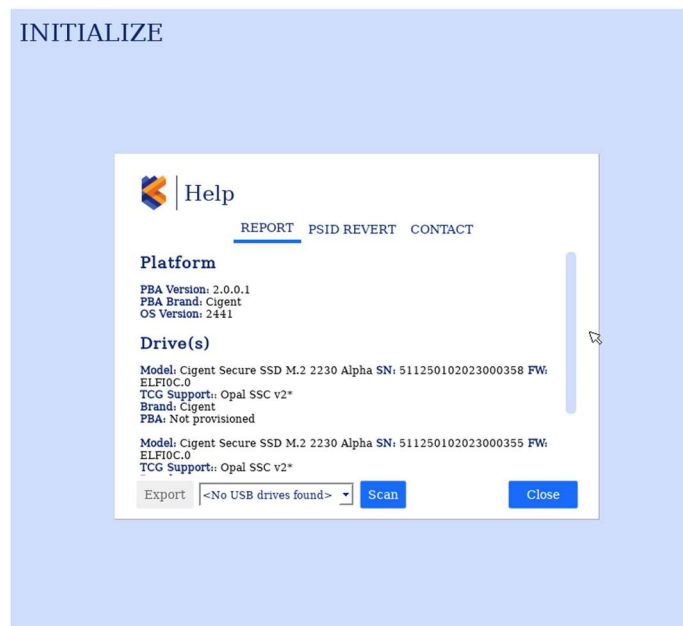 INITIALIZE
Help
REPORT PSID REVERT CONTACT
Platform
PBA Version: 2.0.0.1
PBA Brand: Cigent
OS Version: 2441
Drive(s)
Model: Cigent Secure SSD M.2 2230 Alpha SN: 511250102023000358 FW:
ELFI0C.0
TCG Support:: Opal SSC v2*
Brand: Cigent
PBA: Not provisioned
Model: Cigent Secure SSD M.2 2230 Alpha SN: 511250102023000355 FW:
ELFI0C.0
TCG Support:: Opal SSC v2*
Export <No USB drives found> Scan Close